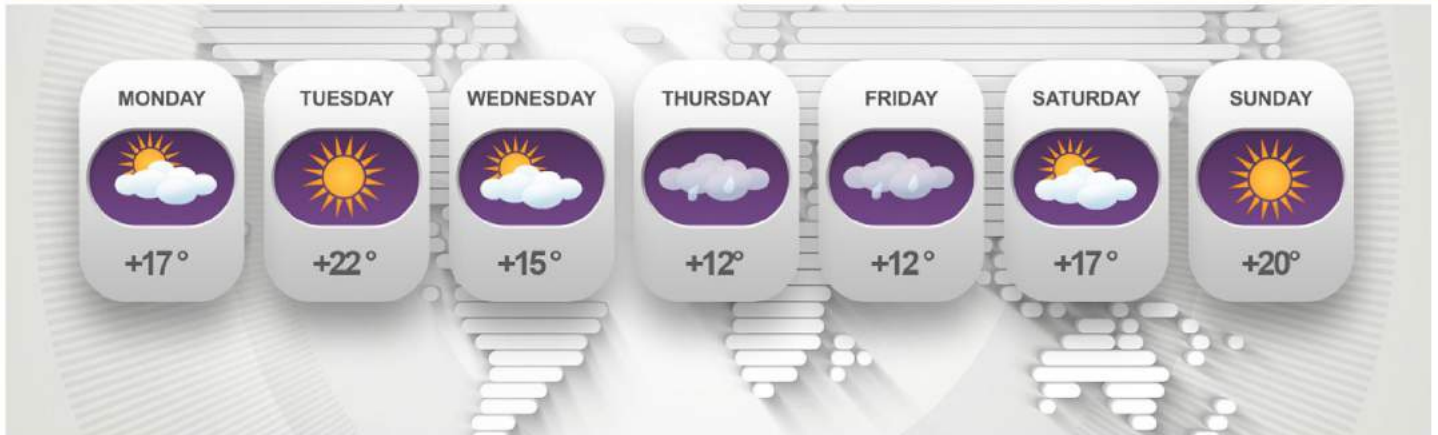 MONDAY
TUESDAY
WEDNESDAY
THURSDAY
FRIDAY
SATURDAY
SUNDAY
+17°
+22°
+15°
+12°
+12°
+17°
+20°